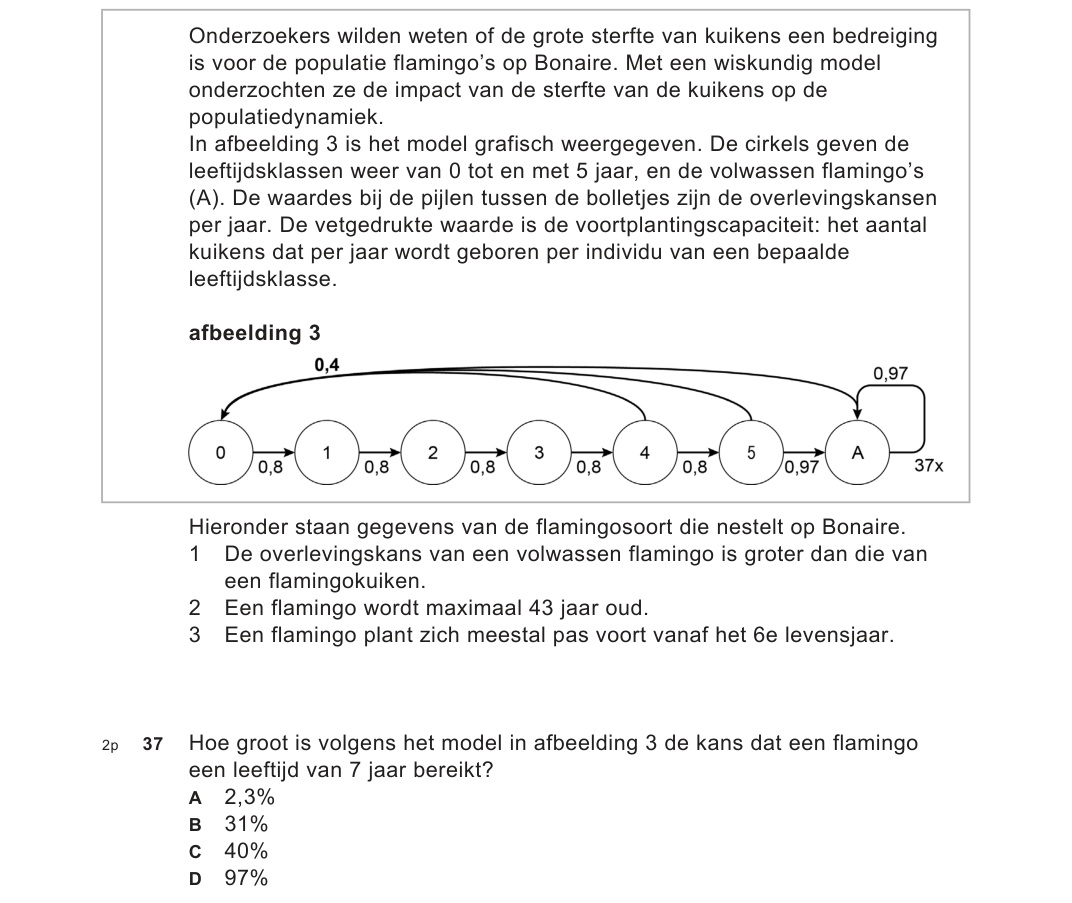 Onderzoekers wilden weten of de grote sterfte van kuikens een bedreiging
is voor de populatie flamingo's op Bonaire. Met een wiskundig model
onderzochten ze de impact van de sterfte van de kuikens op de
populatiedynamiek.
In afbeelding 3 is het model grafisch weergegeven. De cirkels geven de
leeftijdsklassen weer van 0 tot en met 5 jaar, en de volwassen flamingo's
(A). De waardes bij de pijlen tussen de bolletjes zijn de overlevingskansen
per jaar. De vetgedrukte waarde is de voortplantingscapaciteit: het aantal
kuikens dat per jaar wordt geboren per individu van een bepaalde
leeftijdsklasse.
afbeelding 3
0,4
0,97
0 1 2 3 4 5 A
0,8 0,8 0,8 0,8 0,8 0,97 37x
Hieronder staan gegevens van de flamingosoort die nestelt op Bonaire.
1 De overlevingskans van een volwassen flamingo is groter dan die van
een flamingokuiken.
2 Een flamingo wordt maximaal 43 jaar oud.
3 Een flamingo plant zich meestal pas voort vanaf het 6e levensjaar.
2p 37 Hoe groot is volgens het model in afbeelding 3 de kans dat een flamingo
een leeftijd van 7 jaar bereikt?
A 2,3%
B 31%
C 40%
D 97%